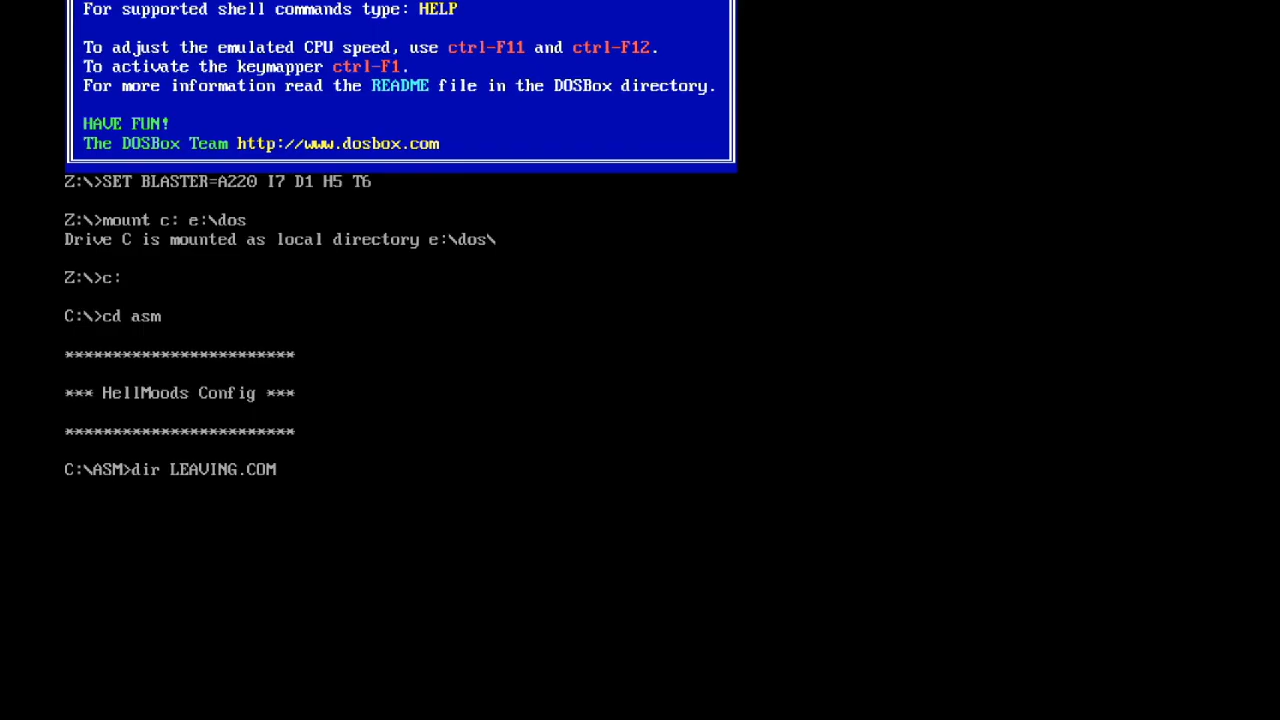 For supported shell commands type: HELP
To adjust the emulated CPU speed, use ctrl-F11 and ctrl-F12.
To activate the keymapper ctrl-F1.
For more information read the README file in the DOSBox directory.
HAVE FUN!
The DOSBox Team http://www.dosbox.com
Z:\>SET BLASTER=A220 I7 D1 H5 T6
Z:\>mount c: e:\dos
Drive C is mounted as local directory e:\dos\
Z:\>c:
C:\>cd asm
************************
*** HellMoods Config ***
************************
C:\ASM>dir LEAVING.COM